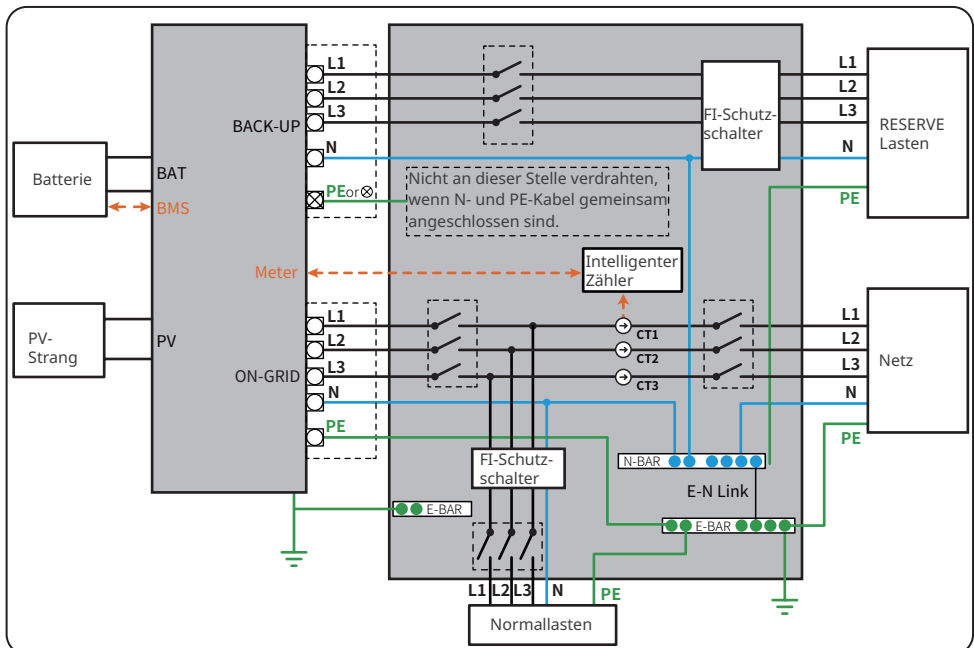 L1
L2
L3
N
BACK-UP
PEor⊗
BAT
BMS
Batterie
Meter
PV-
Strang
PV
L1
L2
L3
N
PE
ON-GRID
Nicht an dieser Stelle verdrahten,
wenn N- und PE-Kabel gemeinsam
angeschlossen sind.
FI-Schutz-
schalter
L1
L2
L3
N
PE
RESERVE
Lasten
Intelligenter
Zähler
CT1
CT2
CT3
L1
L2
L3
N
PE
Netz
FI-Schutz-
schalter
N-BAR
E-N Link
E-BAR
E-BAR
L1
L2
L3
N
PE
Normallasten